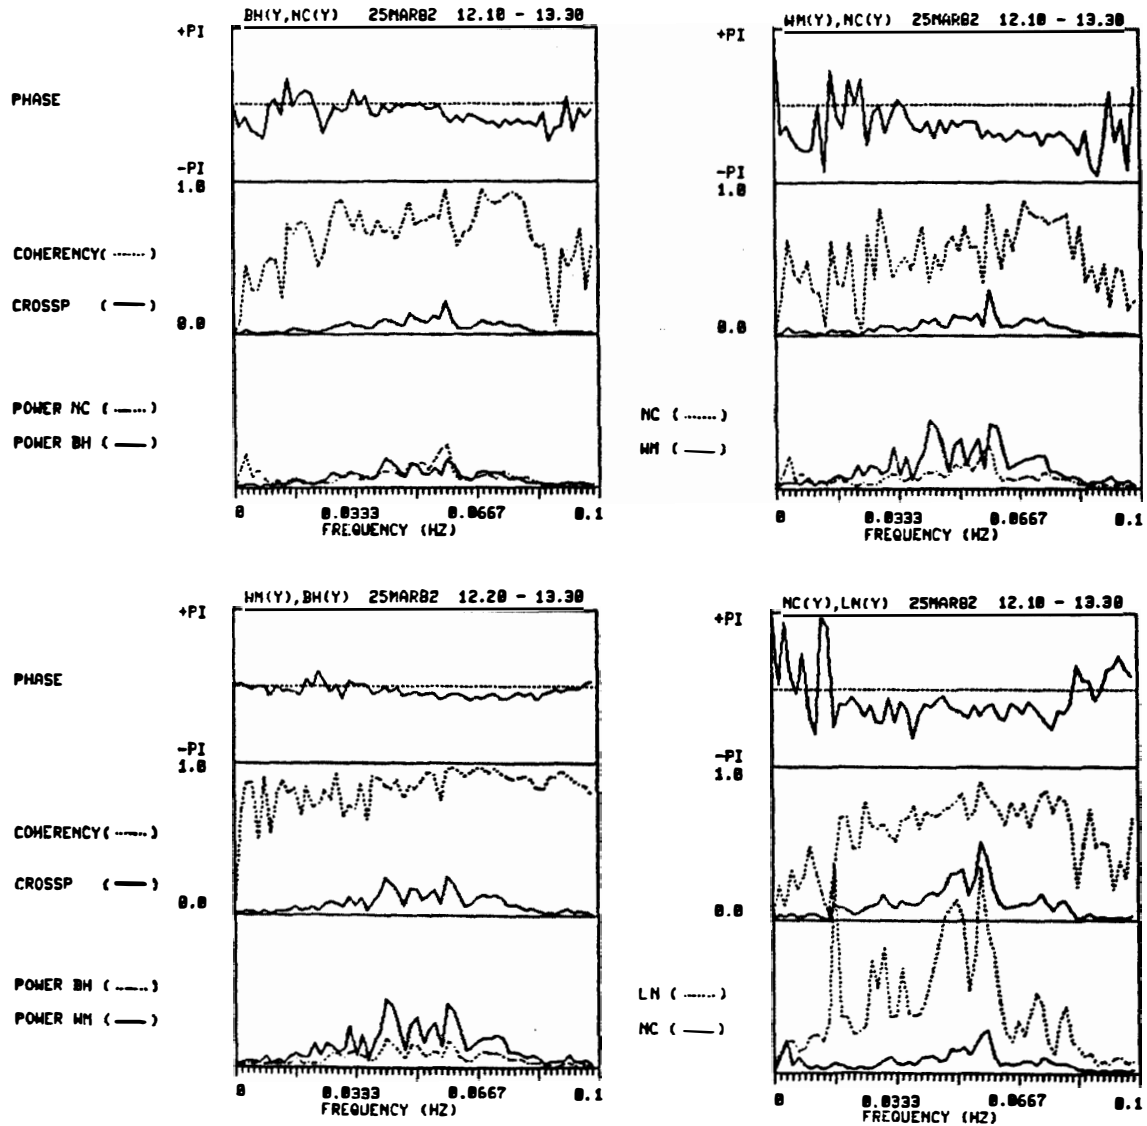 BH(Y,NC(Y) 25MAR82 12.10 - 13.30
+PI
PHASE
-PI
1.0
COHERENCY( ...... )
CROSSP ( —— )
0.0
POWER NC ( ...... )
POWER BH ( —— )
0 0.0333 0.0667 0.1
FREQUENCY (HZ)
WM(Y),NC(Y) 25MAR82 12.10 - 13.30
+PI
-PI
1.0
0.0
NC ( ...... )
WM ( —— )
0 0.0333 0.0667 0.1
FREQUENCY (HZ)
WM(Y),BH(Y) 25MAR82 12.20 - 13.30
+PI
PHASE
-PI
1.0
COHERENCY( ...... )
CROSSP ( —— )
0.0
POWER BH ( ...... )
POWER WM ( —— )
0 0.0333 0.0667 0.1
FREQUENCY (HZ)
NC(Y),LN(Y) 25MAR82 12.10 - 13.30
+PI
-PI
1.0
0.0
LN ( ...... )
NC ( —— )
0 0.0333 0.0667 0.1
FREQUENCY (HZ)